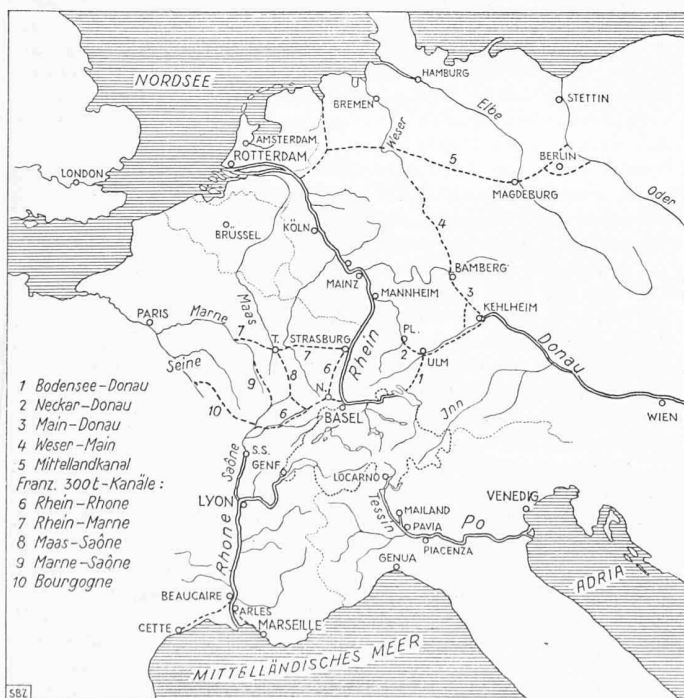 NORDSEE
HAMBURG
BREMEN
STETTIN
Elbe
Weser
AMSTERDAM
ROTTERDAM
LONDON
5
BERLIN
MAGDEBURG
Oder
BRÜSSEL
KÖLN
4
BAMBERG
MAINZ
MANNHEIM
3
KEHLHEIM
Maas
PARIS
Marne
7
T.
STRASBURG
7
Rhein
PL.
2
ULM
Donau
Seine
9
8
6
N.
1
BASEL
Inn
WIEN
10
6
1 Bodensee-Donau
2 Neckar-Donau
3 Main-Donau
4 Weser-Main
5 Mittellandkanal
Franz. 300t-Kanäle:
6 Rhein-Rhone
7 Rhein-Marne
8 Maas-Saône
9 Marne-Saône
10 Bourgogne
Saône
S.S.
GENF
LOCARNO
LYON
Tessin
MAILAND
PAVIA
PIACENZA
Po
VENEDIG
GENUA
ADRIA
Rhone
BEAUCAIRE
ARLES
CETTE
MARSEILLE
MITTELLÄNDISCHES MEER
SBZ